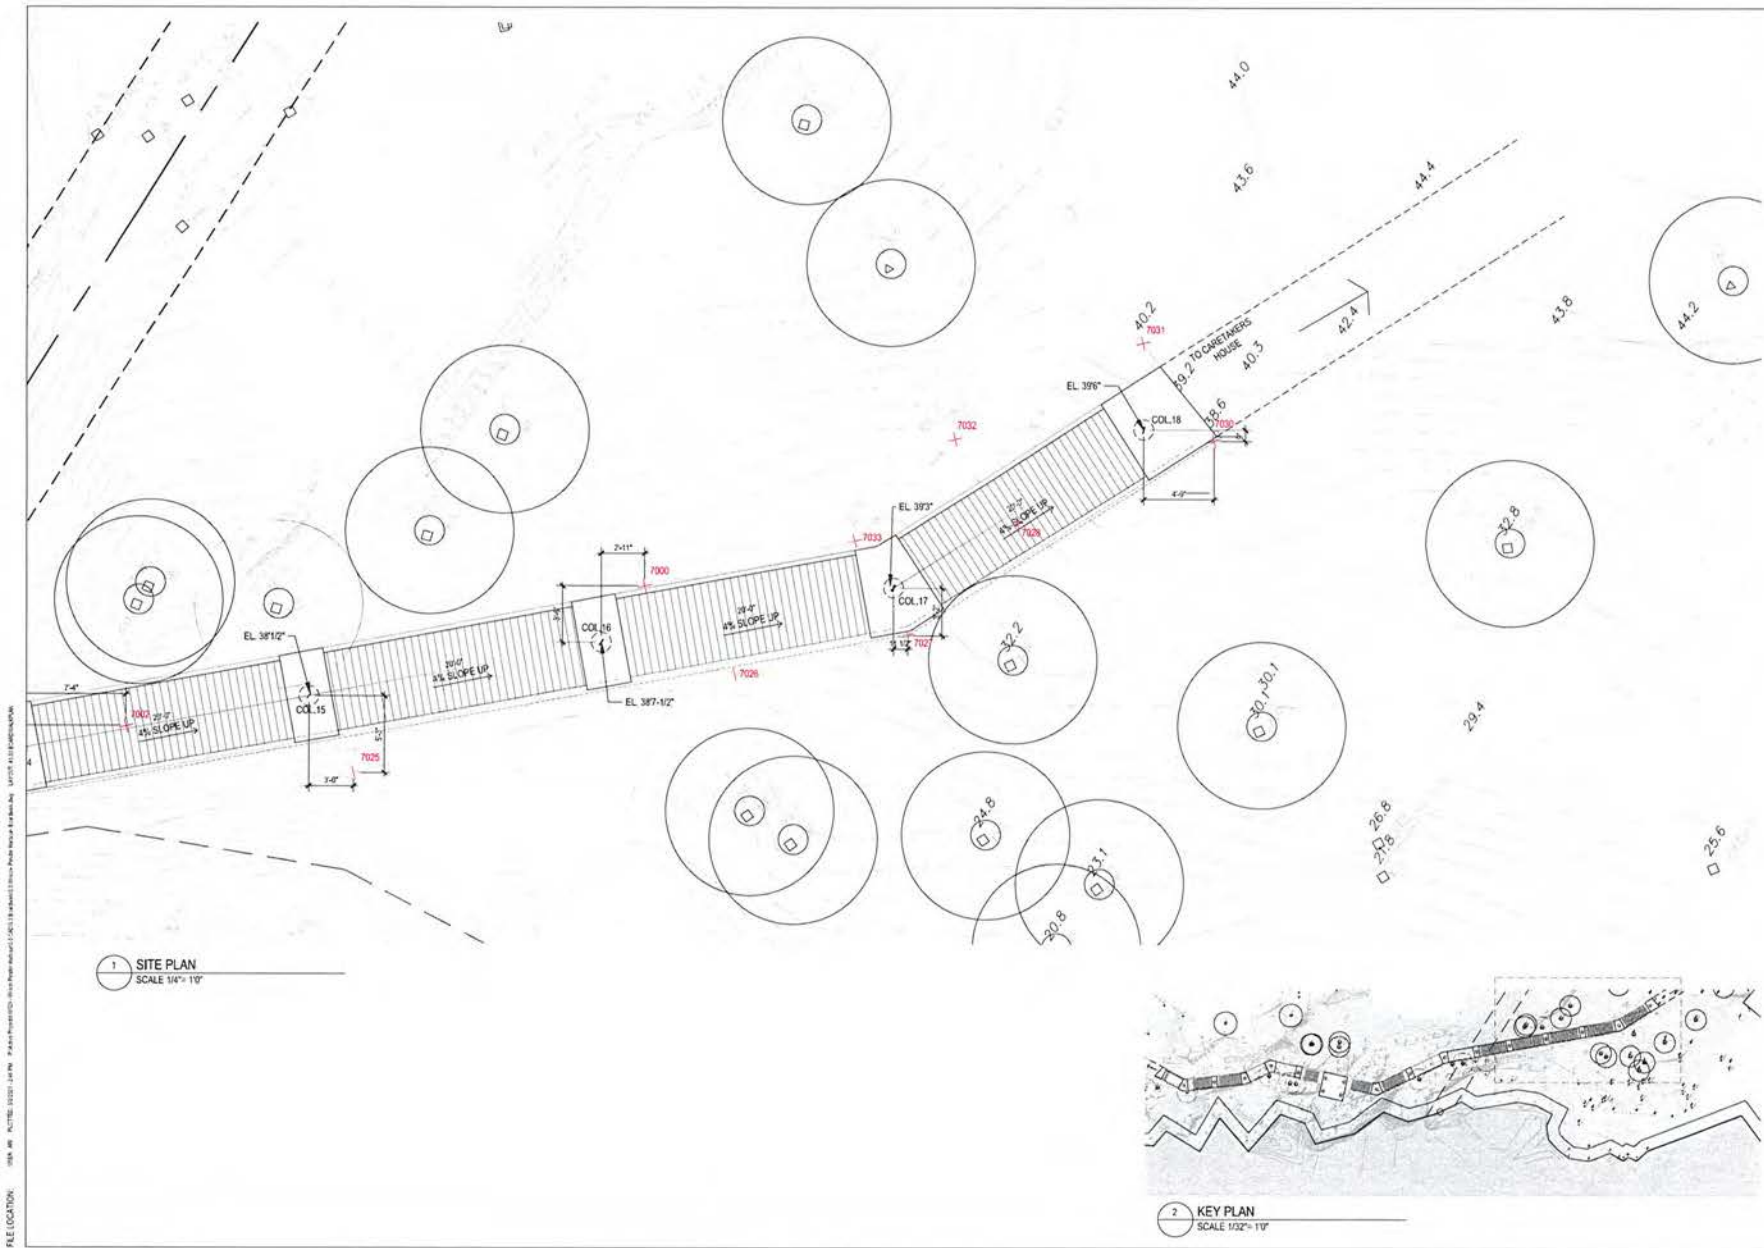 44.0
43.6
44.4
40.2
7031
TO CARETAKERS
HOUSE
42.4
43.8
44.2
39.2
40.3
EL. 39'6"
COL.18
38.6
7030
4'-9"
7032
EL. 39'3"
4% SLOPE UP
7028
32.8
7033
2'-11"
7000
COL.17
7027
20'-0"
4% SLOPE UP
COL.16
32.2
7026
EL. 38'7-1/2"
EL. 38'1/2"
20'-0"
4% SLOPE UP
30.1
30.1
29.4
7'-4"
7002
20'-0"
4% SLOPE UP
COL.15
7025
3'-0"
4
24.8
23.1
20.8
26.8
21.8
25.6
1
SITE PLAN
SCALE 1/4"= 1'0"
2
KEY PLAN
SCALE 1/32"= 1'0"
FILE LOCATION: